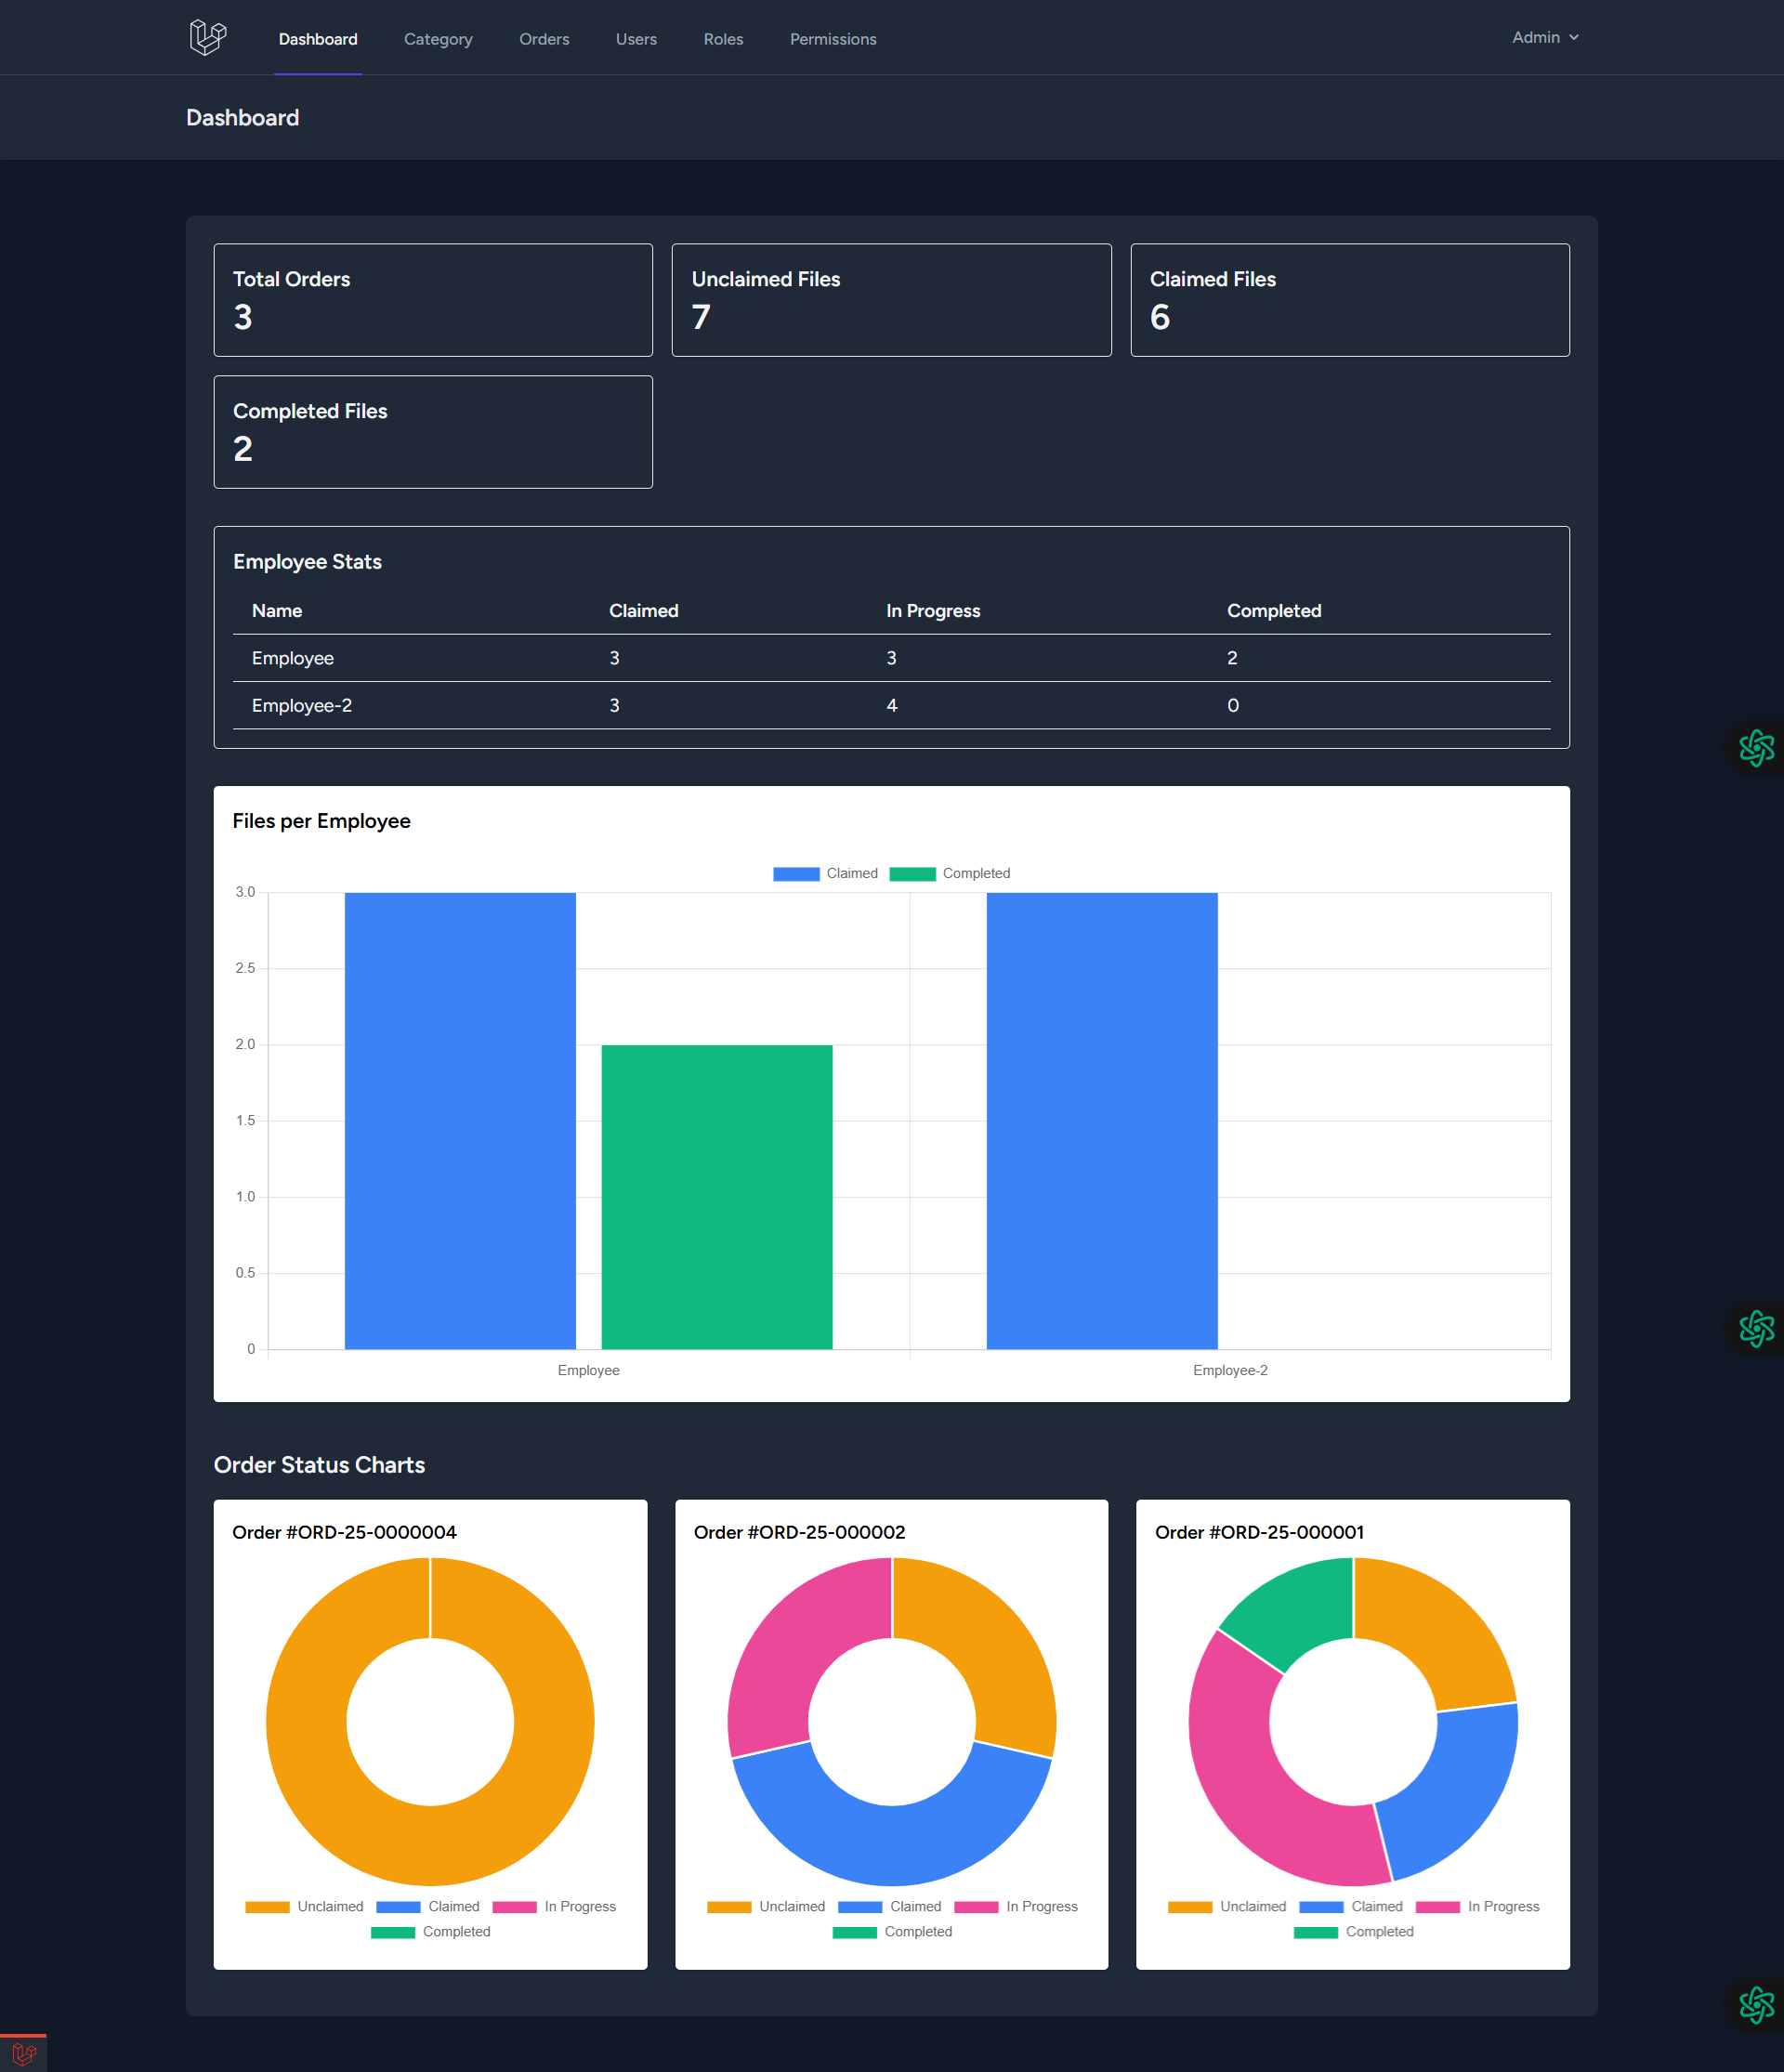 Dashboard Category Orders Users Roles Permissions Admin
Dashboard
Total Orders
3
Unclaimed Files
7
Claimed Files
6
Completed Files
2
Employee Stats
Name Claimed In Progress Completed
Employee 3 3 2
Employee-2 3 4 0
Files per Employee
Claimed Completed
3.0
2.5
2.0
1.5
1.0
0.5
0
Employee Employee-2
Order Status Charts
Order #ORD-25-0000004
Unclaimed Claimed In Progress
Completed
Order #ORD-25-000002
Unclaimed Claimed In Progress
Completed
Order #ORD-25-000001
Unclaimed Claimed In Progress
Completed